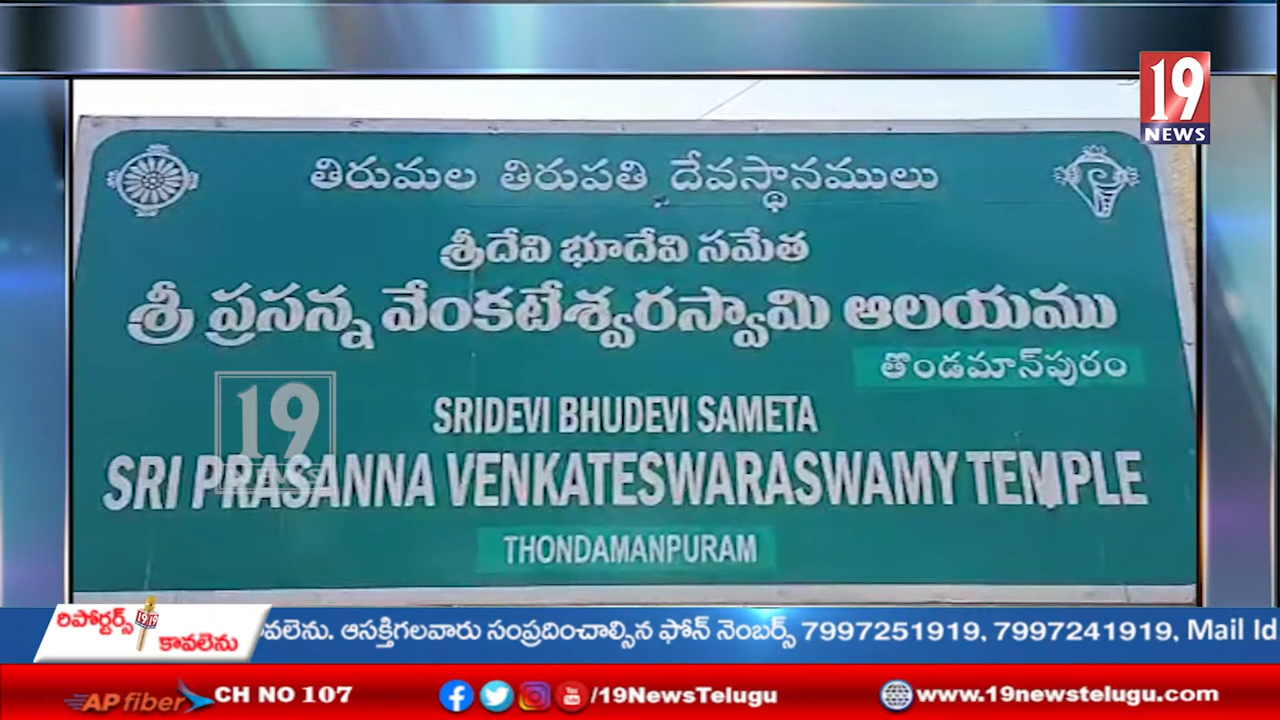 19
NEWS
తిరుమల తిరుపతి దేవస్థానములు
శ్రీదేవి భూదేవి సమేత
శ్రీ ప్రసన్న వేంకటేశ్వరస్వామి ఆలయము
తొండమాన్‌పురం
SRIDEVI BHUDEVI SAMETA
19
NEWS
SRI PRASANNA VENKATESWARASWAMY TEMPLE
THONDAMANPURAM
రిపోర్టర్స్ 1919 కావలెను
ఆసక్తిగలవారు సంప్రదించాల్సిన ఫోన్ నెంబర్స్ 7997251919, 7997241919, Mail Id
AP fiber CH NO 107 /19NewsTelugu www.19newstelugu.com